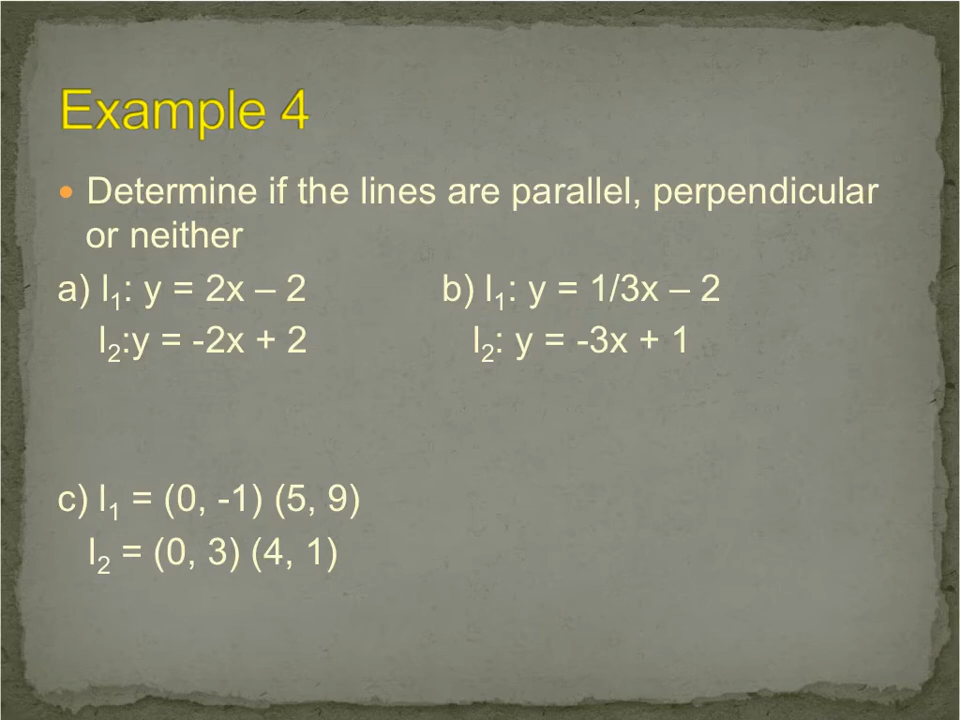 Example 4
• Determine if the lines are parallel, perpendicular
or neither
a) l₁: y = 2x – 2 b) l₁: y = 1/3x – 2
l₂:y = -2x + 2 l₂: y = -3x + 1
c) l₁ = (0, -1) (5, 9)
l₂ = (0, 3) (4, 1)